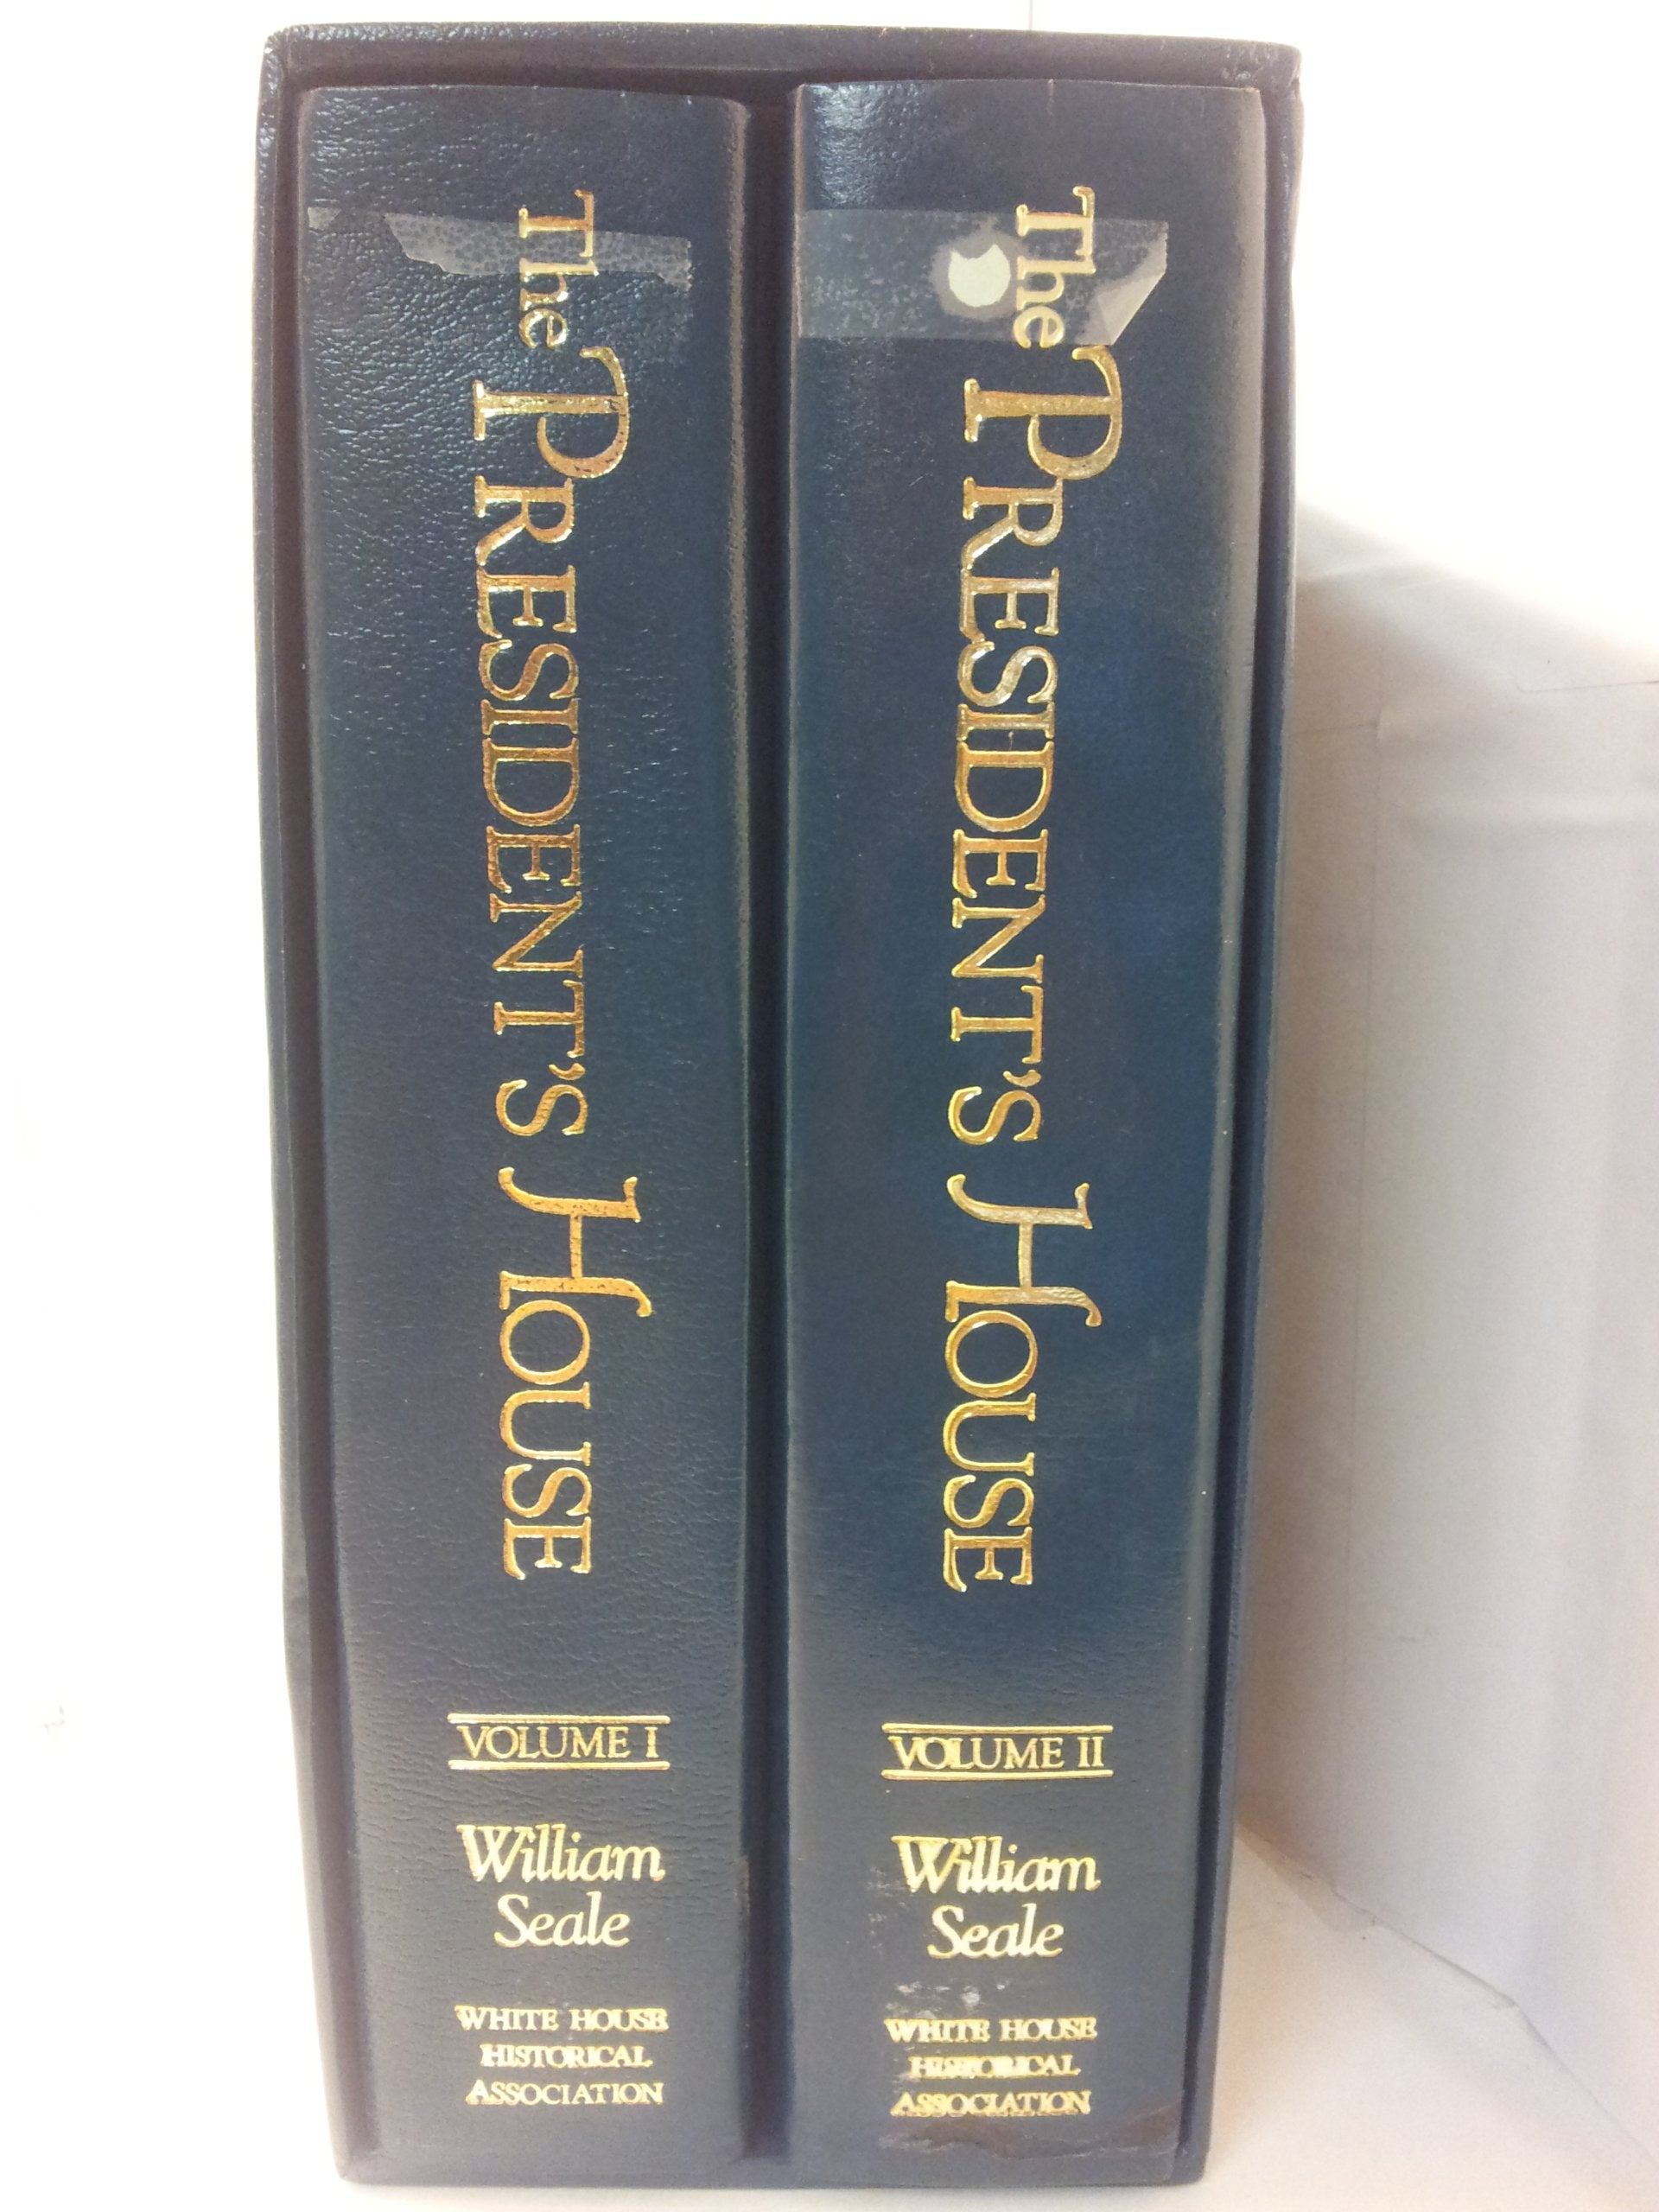 The PRESIDENT'S HOUSE
VOLUME I
William
Seale
WHITE HOUSE
HISTORICAL
ASSOCIATION
The PRESIDENT'S HOUSE
VOLUME II
William
Seale
WHITE HOUSE
HISTORICAL
ASSOCIATION